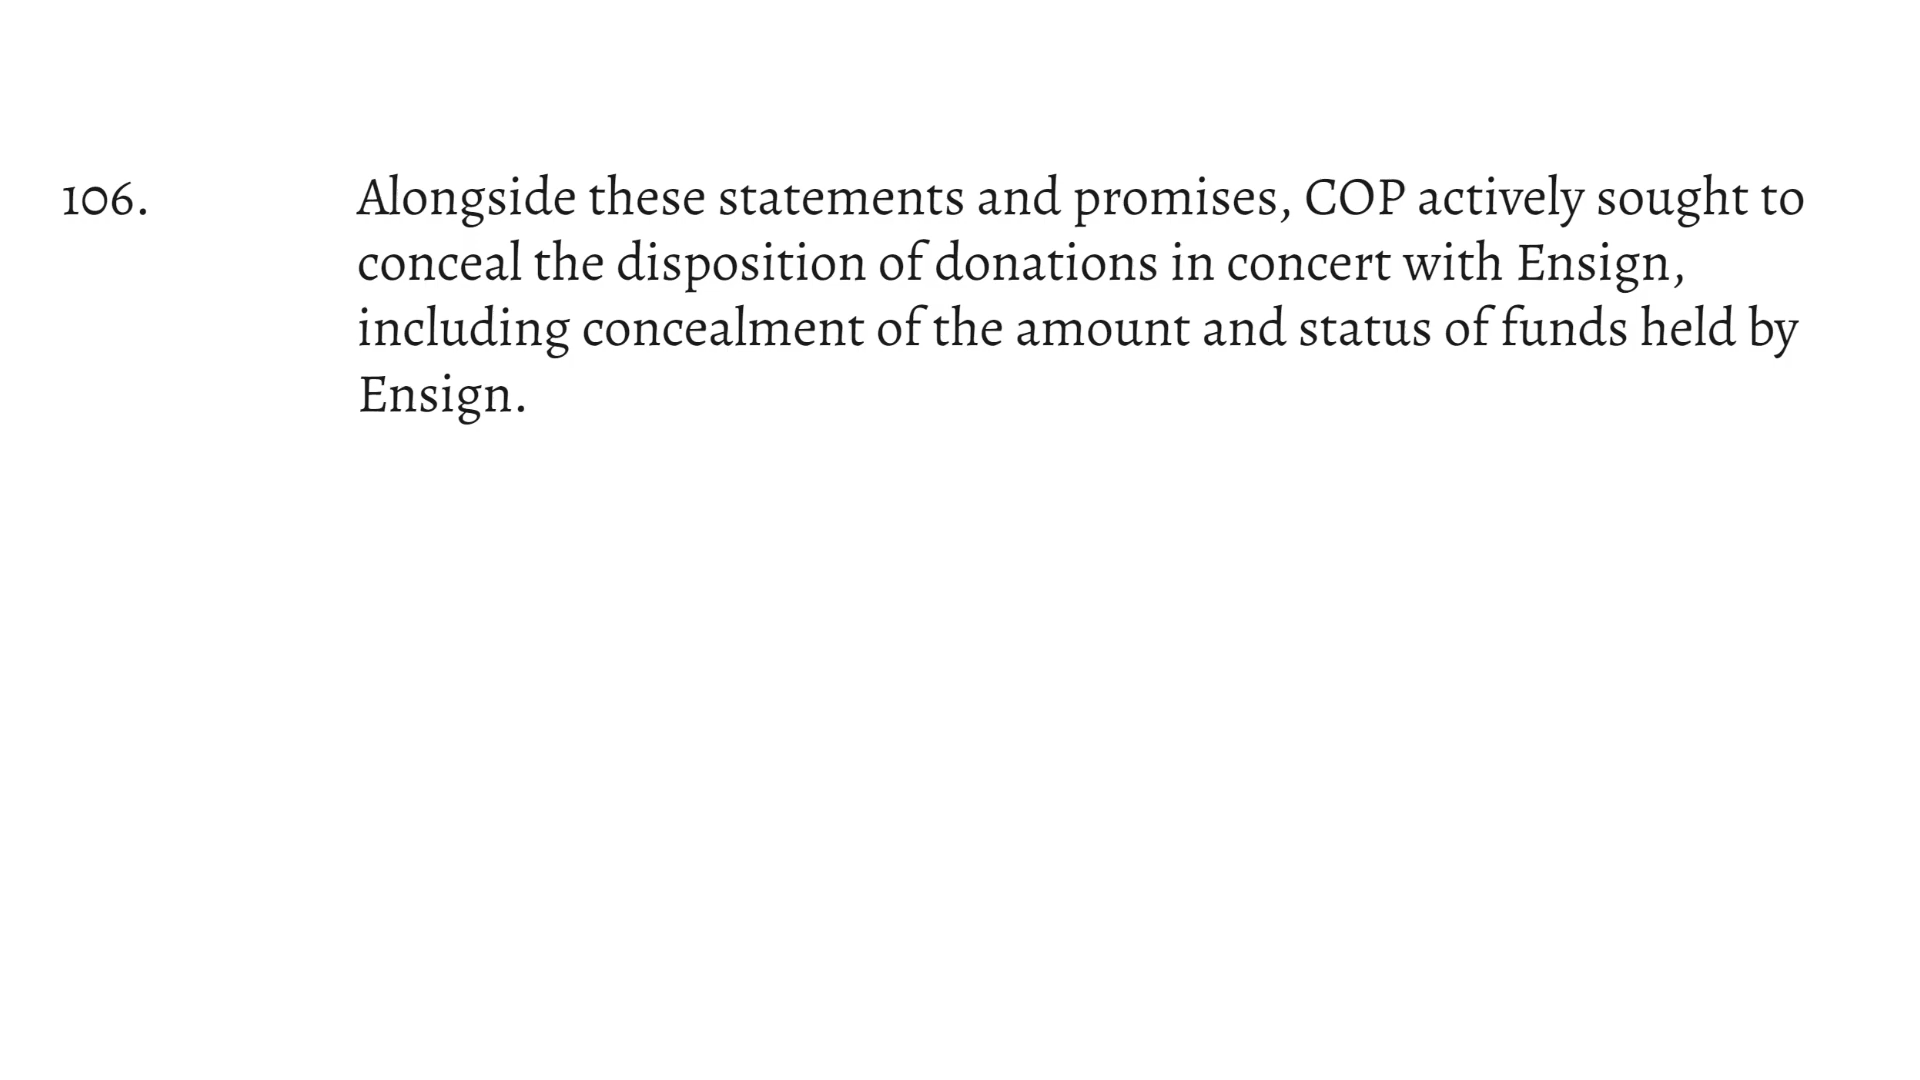 106. Alongside these statements and promises, COP actively sought to
conceal the disposition of donations in concert with Ensign,
including concealment of the amount and status of funds held by
Ensign.